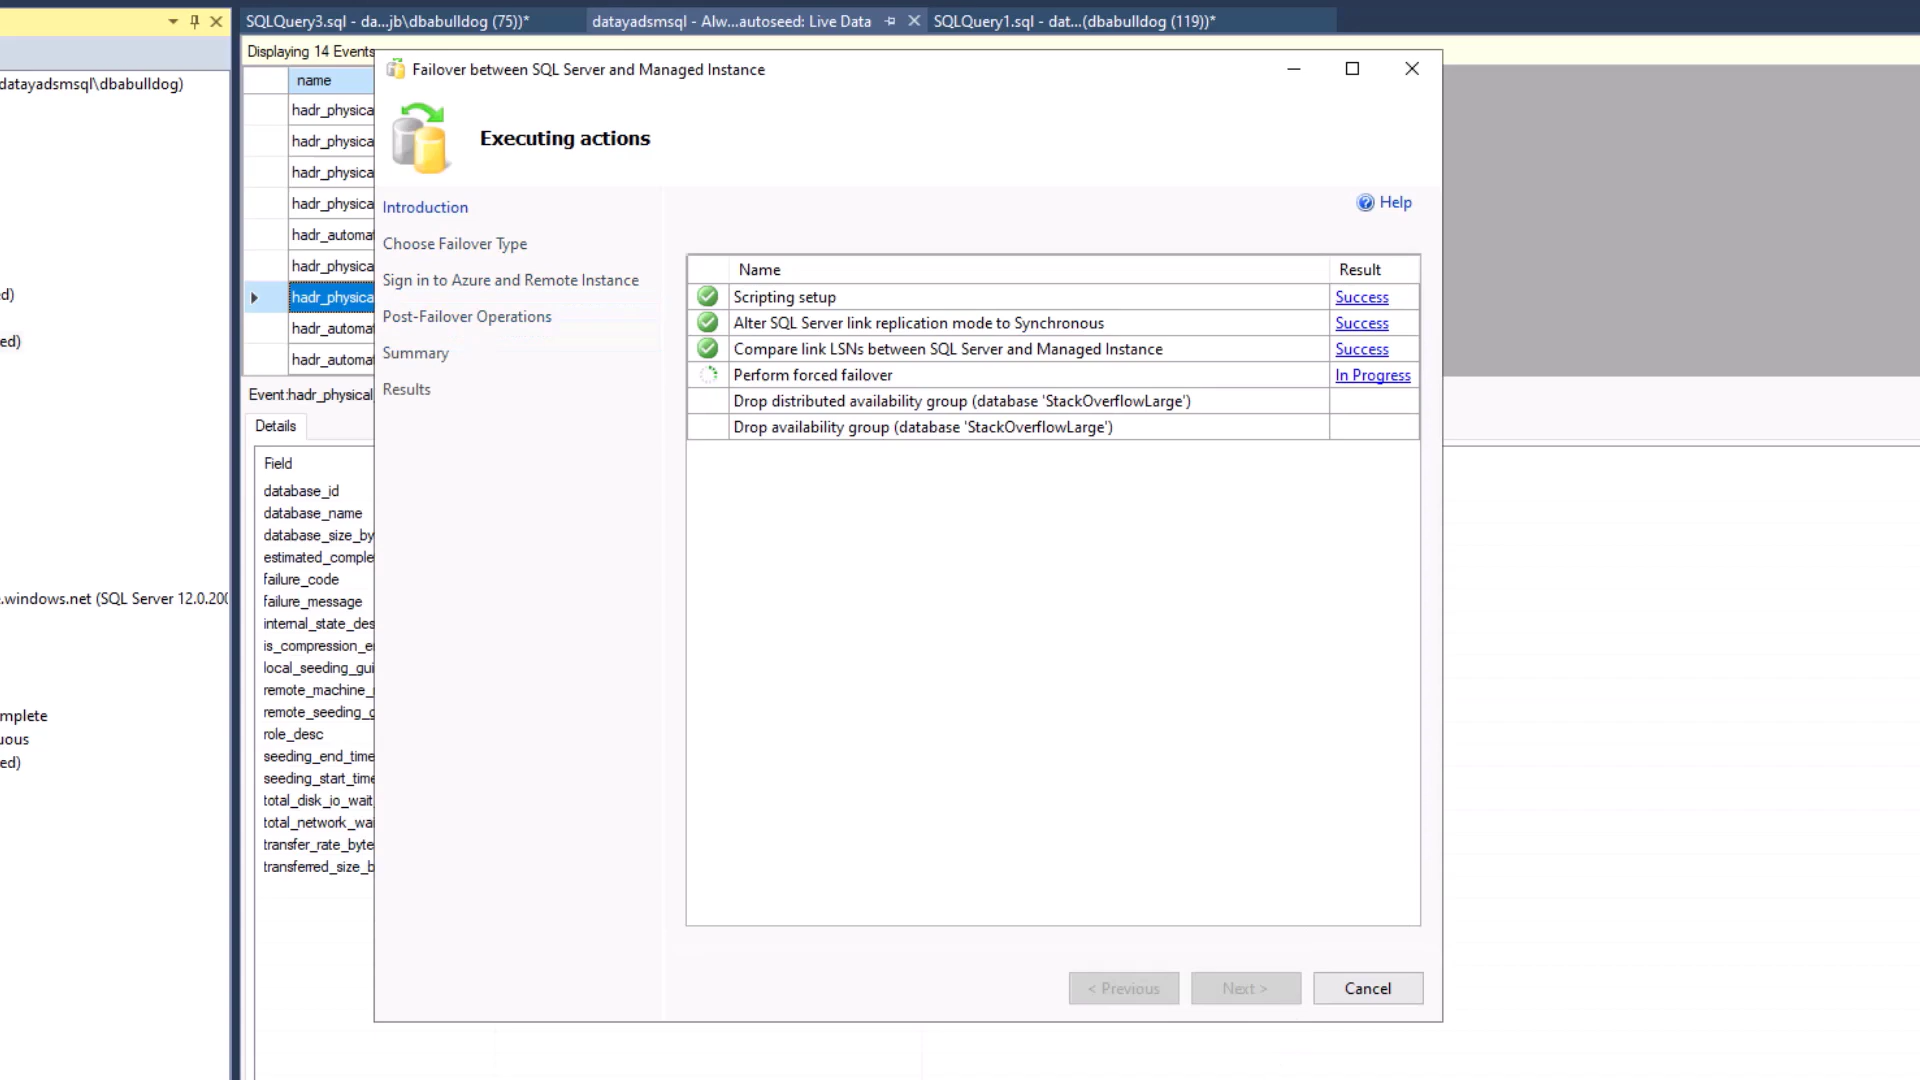 SQLQuery3.sql - da...jb\dbabulldog (75))*
datayadsmsql - Alw...autoseed: Live Data
SQLQuery1.sql - dat...(dbabulldog (119))*
Displaying 14 Events
datayadsmsql\dbabulldog)
name
hadr_physica
hadr_physica
hadr_physica
hadr_physica
hadr_automa
hadr_physica
hadr_physica
hadr_automa
hadr_automa
d)
ed)
Event:hadr_physical
Details
Field
database_id
database_name
database_size_by
estimated_comple
failure_code
failure_message
internal_state_des
is_compression_e
local_seeding_gui
remote_machine_
remote_seeding_g
role_desc
seeding_end_time
seeding_start_time
total_disk_io_wait
total_network_wai
transfer_rate_byte
transferred_size_b
.windows.net (SQL Server 12.0.200
mplete
uous
ed)
Failover between SQL Server and Managed Instance
Executing actions
Introduction
Choose Failover Type
Sign in to Azure and Remote Instance
Post-Failover Operations
Summary
Results
Help
Name Result
Scripting setup Success
Alter SQL Server link replication mode to Synchronous Success
Compare link LSNs between SQL Server and Managed Instance Success
Perform forced failover In Progress
Drop distributed availability group (database 'StackOverflowLarge')
Drop availability group (database 'StackOverflowLarge')
< Previous
Next >
Cancel